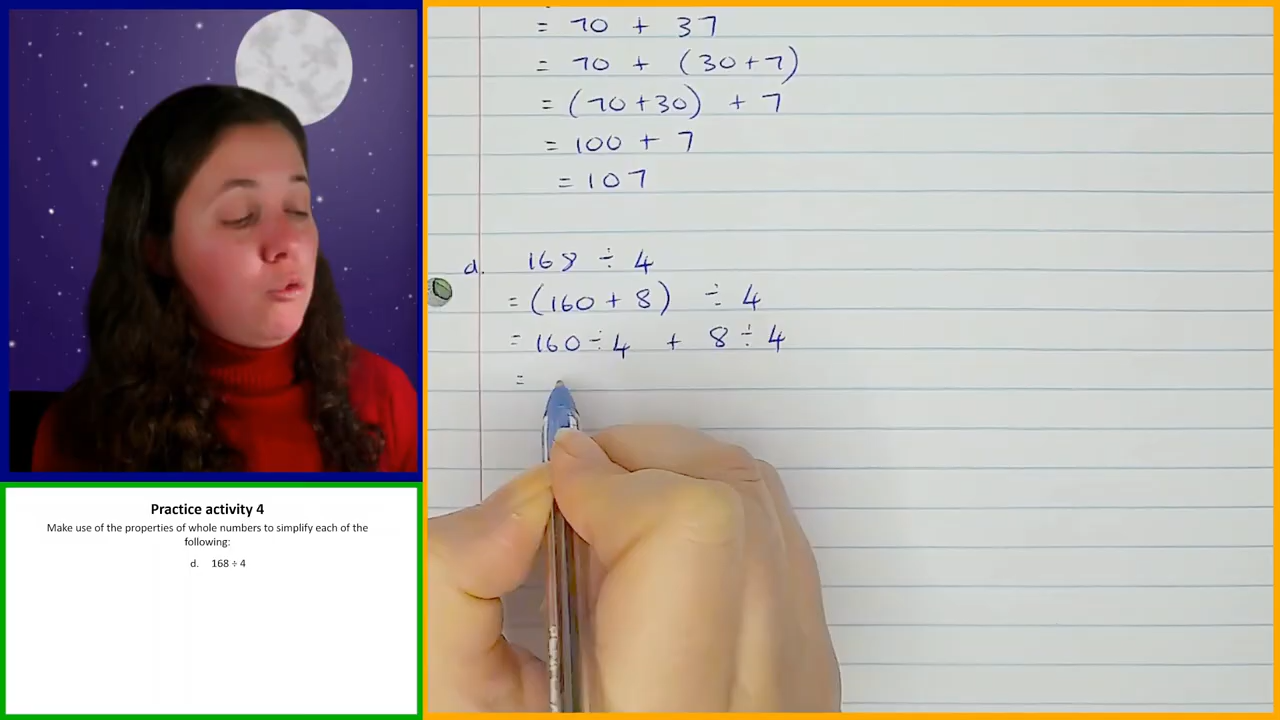 = 70 + 37
= 70 + (30+7)
= (70+30) + 7
= 100 + 7
= 107
d. 168 ÷ 4
= (160 + 8) ÷ 4
= 160 ÷ 4 + 8 ÷ 4
=
Practice activity 4
Make use of the properties of whole numbers to simplify each of the
following:
d. 168 ÷ 4